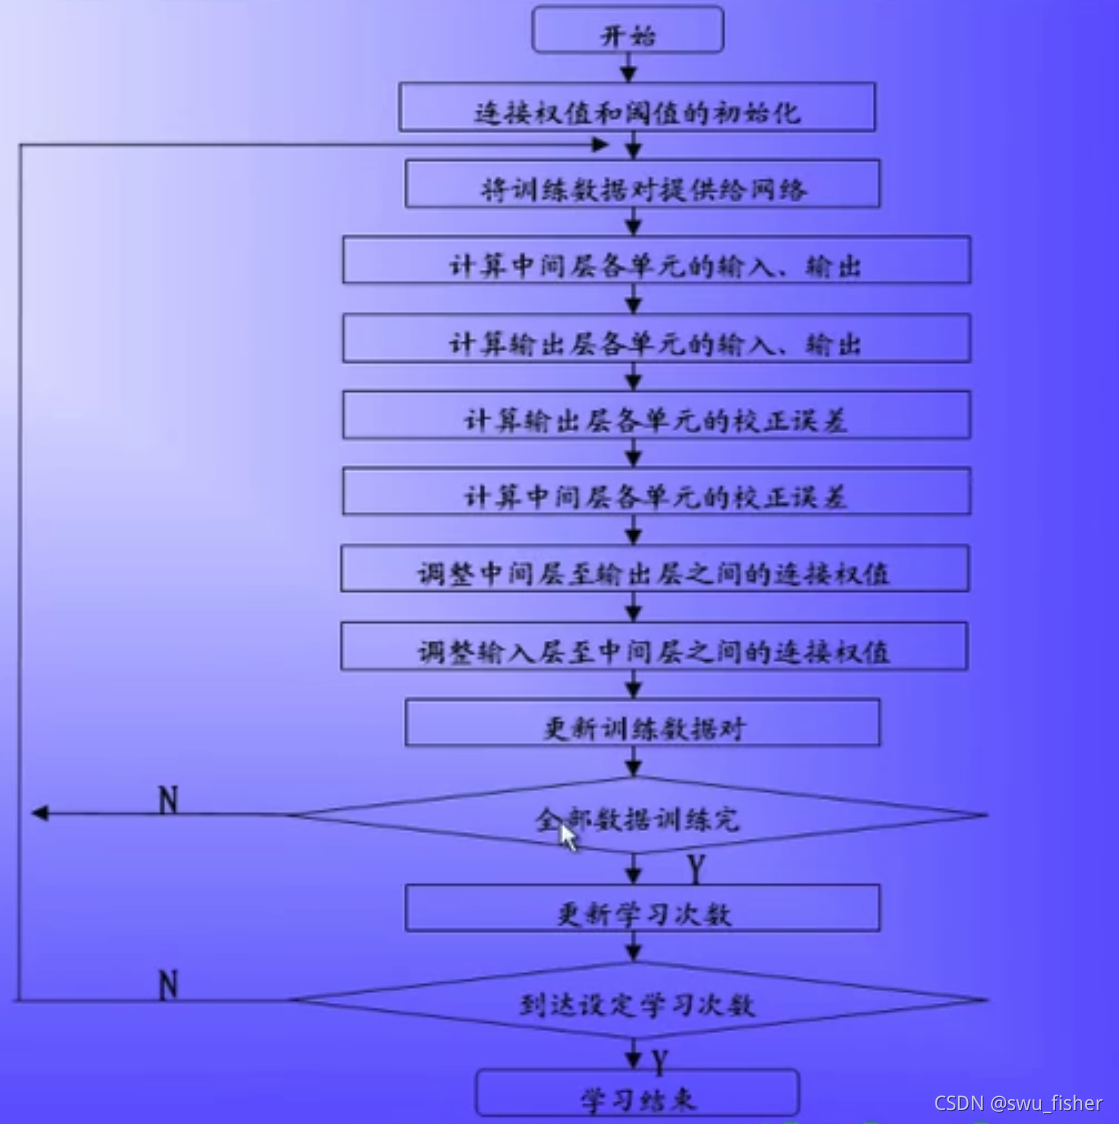 开始
连接权值和阈值的初始化
将训练数据对提供给网络
计算中间层各单元的输入、输出
计算输出层各单元的输入、输出
计算输出层各单元的校正误差
计算中间层各单元的校正误差
调整中间层至输出层之间的连接权值
调整输入层至中间层之间的连接权值
更新训练数据对
N
全部数据训练完
Y
更新学习次数
N
到达设定学习次数
Y
学习结束
CSDN @swu_fisher